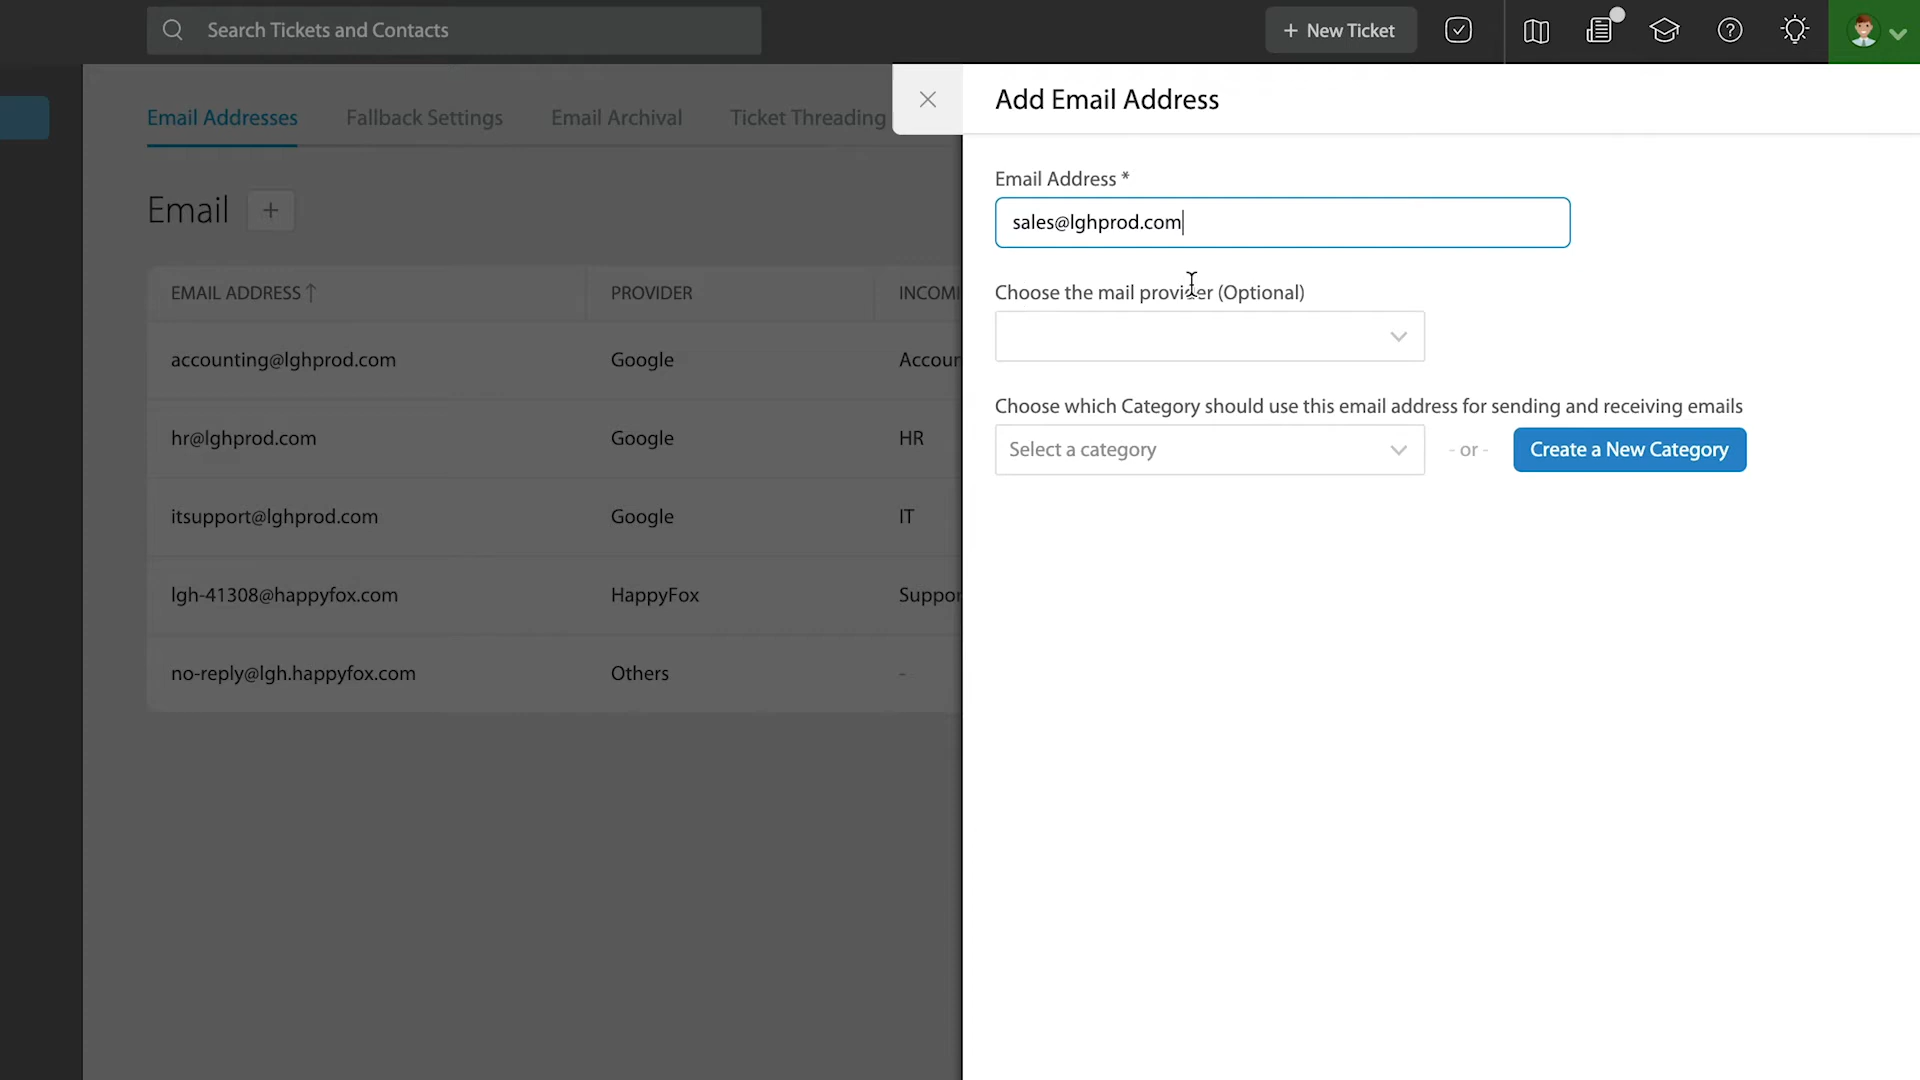 Search Tickets and Contacts
+ New Ticket
Email Addresses
Fallback Settings
Email Archival
Ticket Threading
Email +
EMAIL ADDRESS ↑ PROVIDER INCOMI
accounting@lghprod.com Google Accour
hr@lghprod.com Google HR
itsupport@lghprod.com Google IT
lgh-41308@happyfox.com HappyFox Suppor
no-reply@lgh.happyfox.com Others -
Add Email Address
Email Address *
sales@lghprod.com
Choose the mail provider (Optional)
Choose which Category should use this email address for sending and receiving emails
Select a category - or - Create a New Category